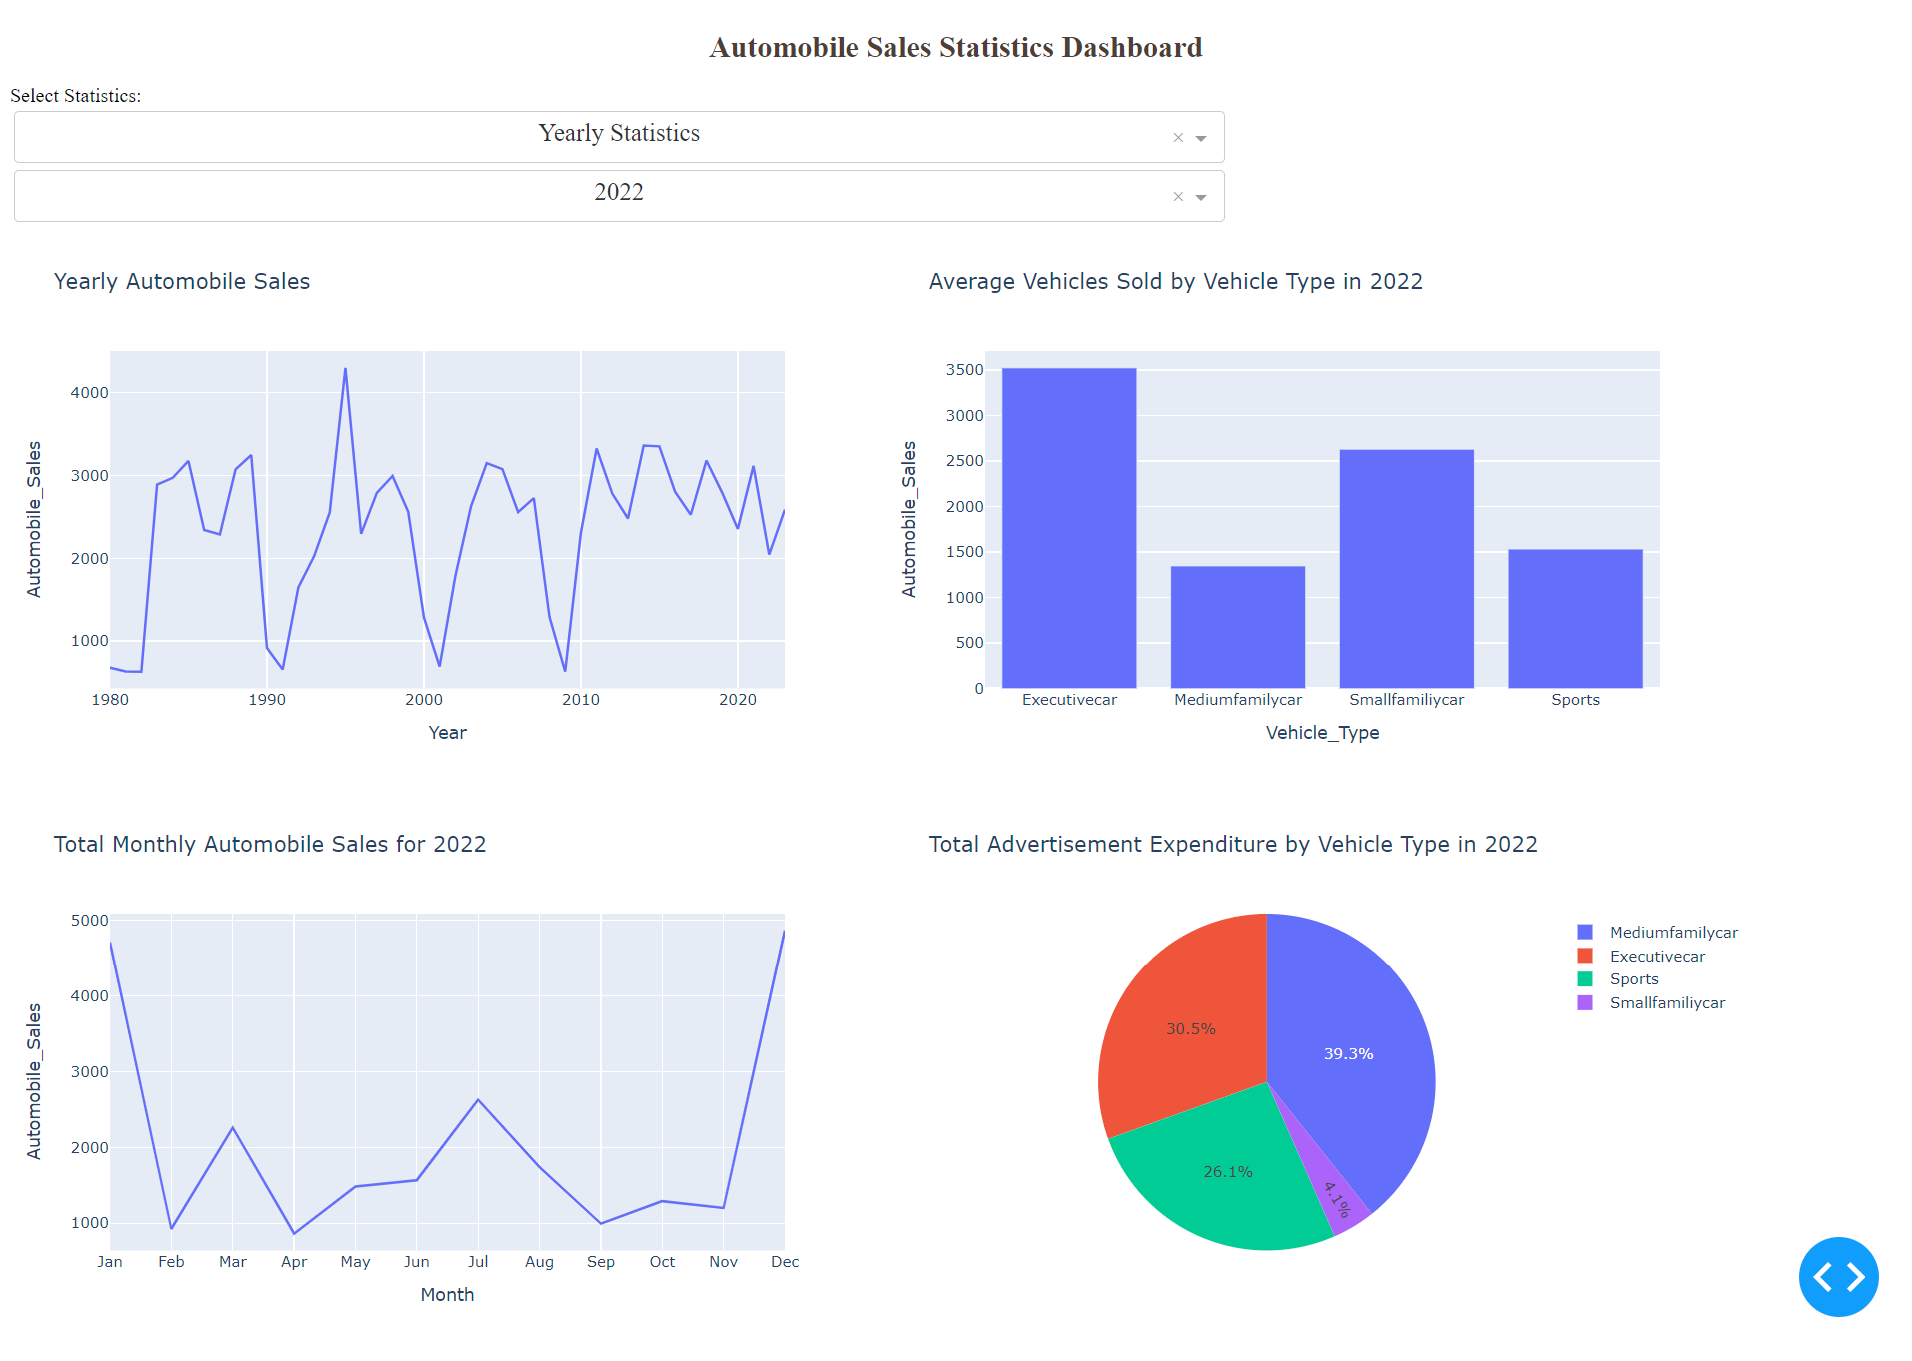 Automobile Sales Statistics Dashboard
Select Statistics:
Yearly Statistics
×
2022
×
Yearly Automobile Sales
Automobile_Sales
4000
3000
2000
1000
1980 1990 2000 2010 2020
Year
Average Vehicles Sold by Vehicle Type in 2022
Automobile_Sales
3500
3000
2500
2000
1500
1000
500
0
Executivecar Mediumfamilycar Smallfamiliycar Sports
Vehicle_Type
Total Monthly Automobile Sales for 2022
Automobile_Sales
5000
4000
3000
2000
1000
Jan Feb Mar Apr May Jun Jul Aug Sep Oct Nov Dec
Month
Total Advertisement Expenditure by Vehicle Type in 2022
30.5%
39.3%
26.1%
4.1%
Mediumfamilycar
Executivecar
Sports
Smallfamiliycar